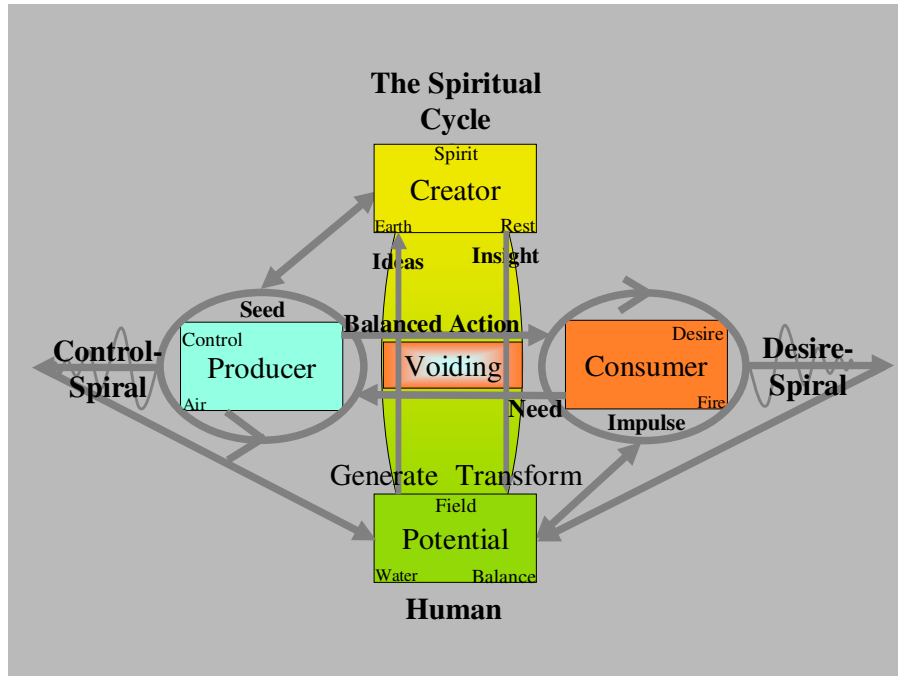 The Spiritual
Cycle
Spirit
Creator
Earth Rest
Ideas Insight
Seed
Balanced Action
Control-
Spiral
Control
Producer
Air
Voiding
Desire
Consumer
Fire
Desire-
Spiral
Need
Impulse
Generate Transform
Field
Potential
Water Balance
Human